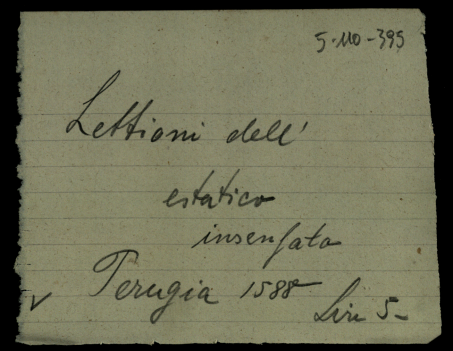 5-110-395
Lettioni dell'
estatico
insensato
Perugia 1588
Lire 5-